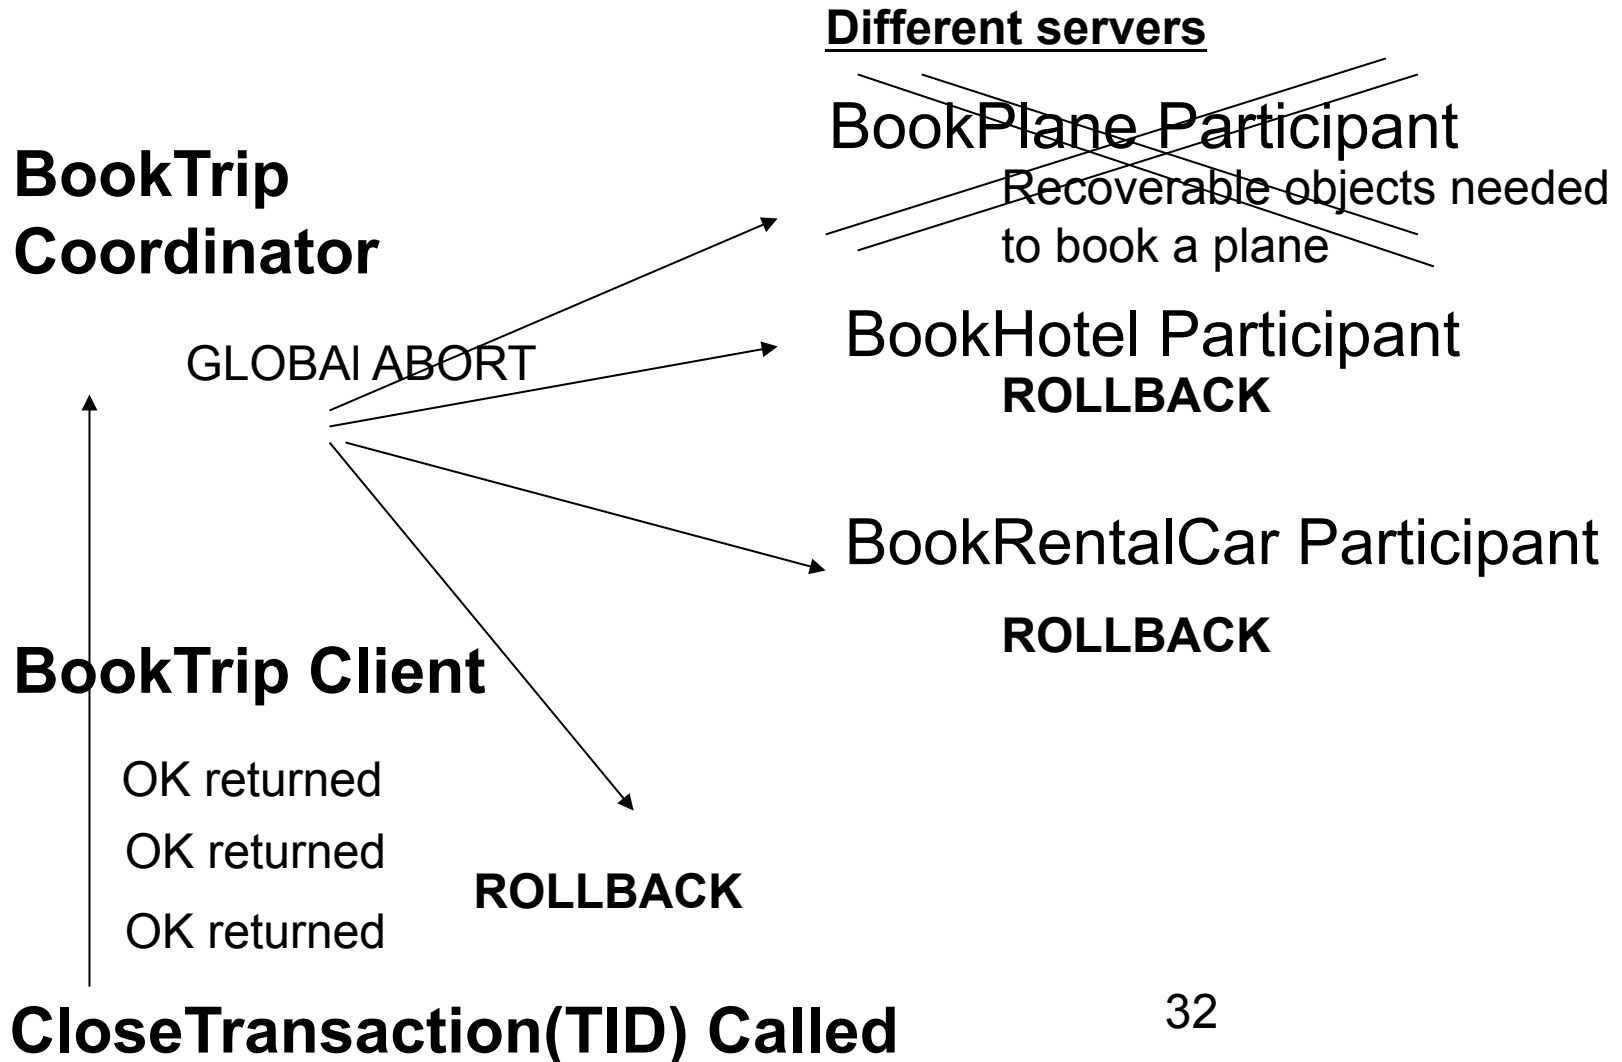 Different servers
BookPlane Participant
Recoverable objects needed
to book a plane
BookTrip
Coordinator
GLOBAl ABORT
BookHotel Participant
ROLLBACK
BookRentalCar Participant
ROLLBACK
BookTrip Client
OK returned
OK returned
ROLLBACK
OK returned
CloseTransaction(TID) Called
32